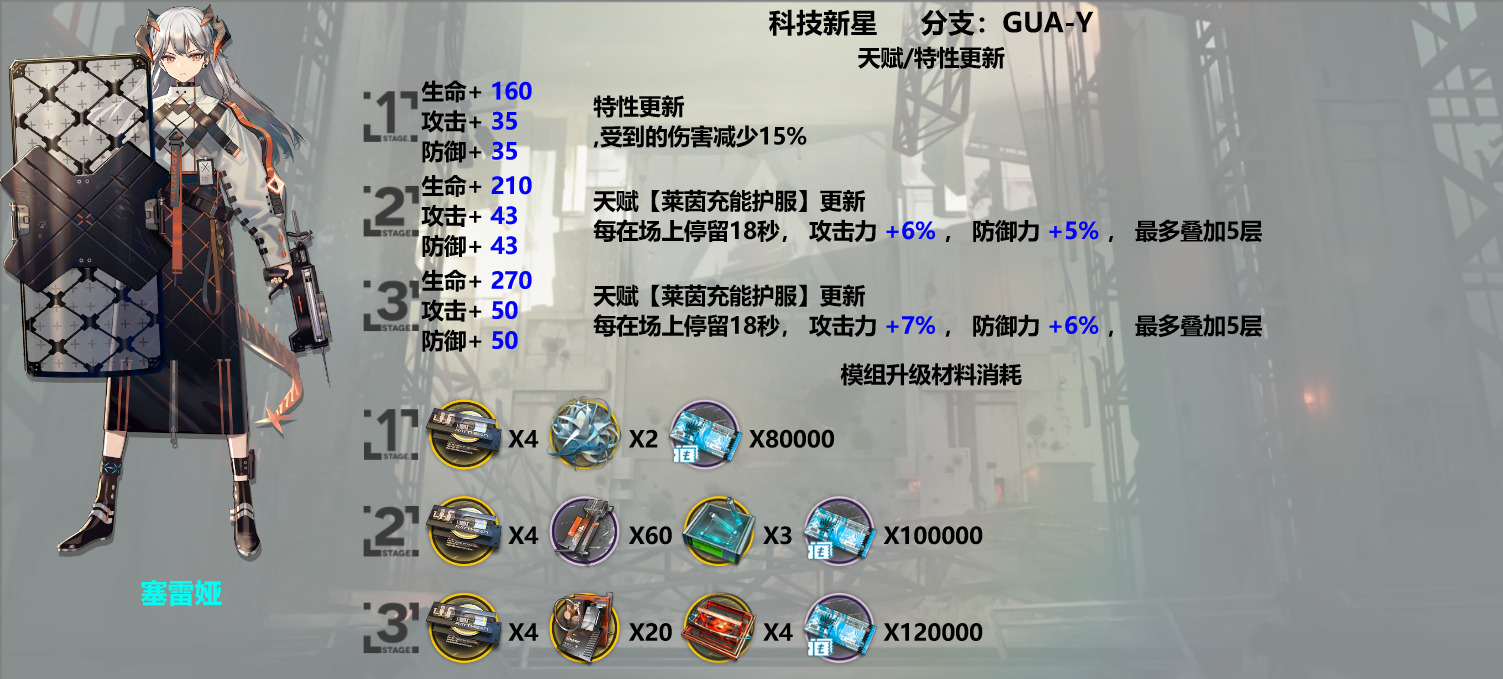 科技新星 分支：GUA-Y
天赋/特性更新
1 STAGE.
生命+ 160
攻击+ 35
防御+ 35
特性更新
,受到的伤害减少15%
2 STAGE.
生命+ 210
攻击+ 43
防御+ 43
天赋【莱茵充能护服】更新
每在场上停留18秒， 攻击力 +6% ， 防御力 +5% ， 最多叠加5层
3 STAGE.
生命+ 270
攻击+ 50
防御+ 50
天赋【莱茵充能护服】更新
每在场上停留18秒， 攻击力 +7% ， 防御力 +6% ， 最多叠加5层
模组升级材料消耗
1 STAGE. X4 X2 X80000
2 STAGE. X4 X60 X3 X100000
3 STAGE. X4 X20 X4 X120000
塞雷娅